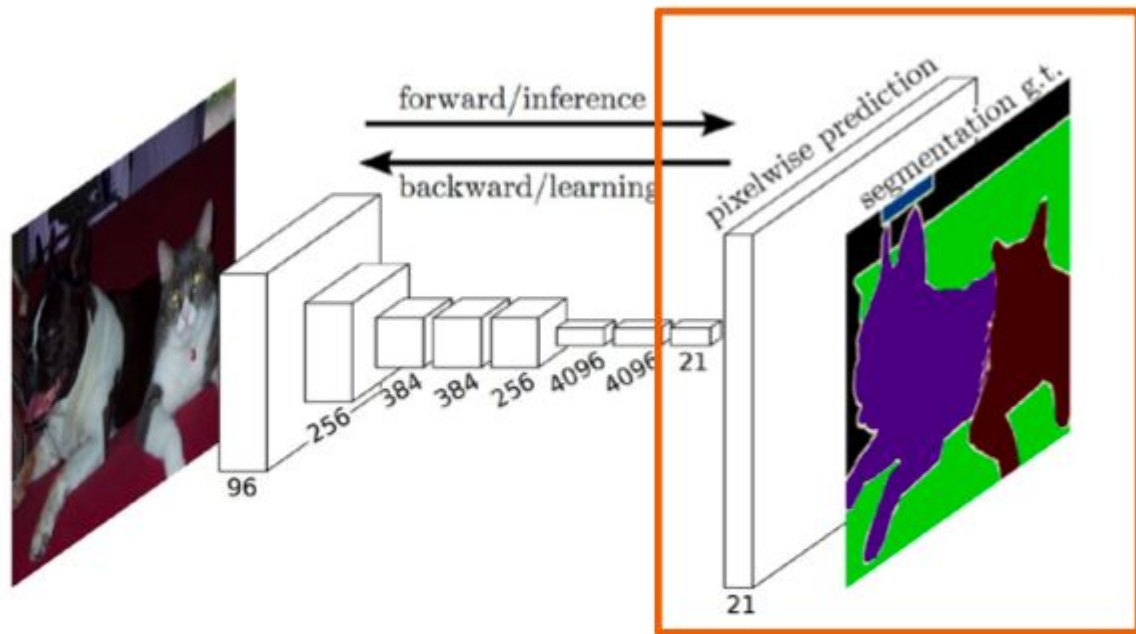 forward/inference
backward/learning
pixelwise prediction
segmentation g.t.
96
256
384
384
256
4096
4096
21
21